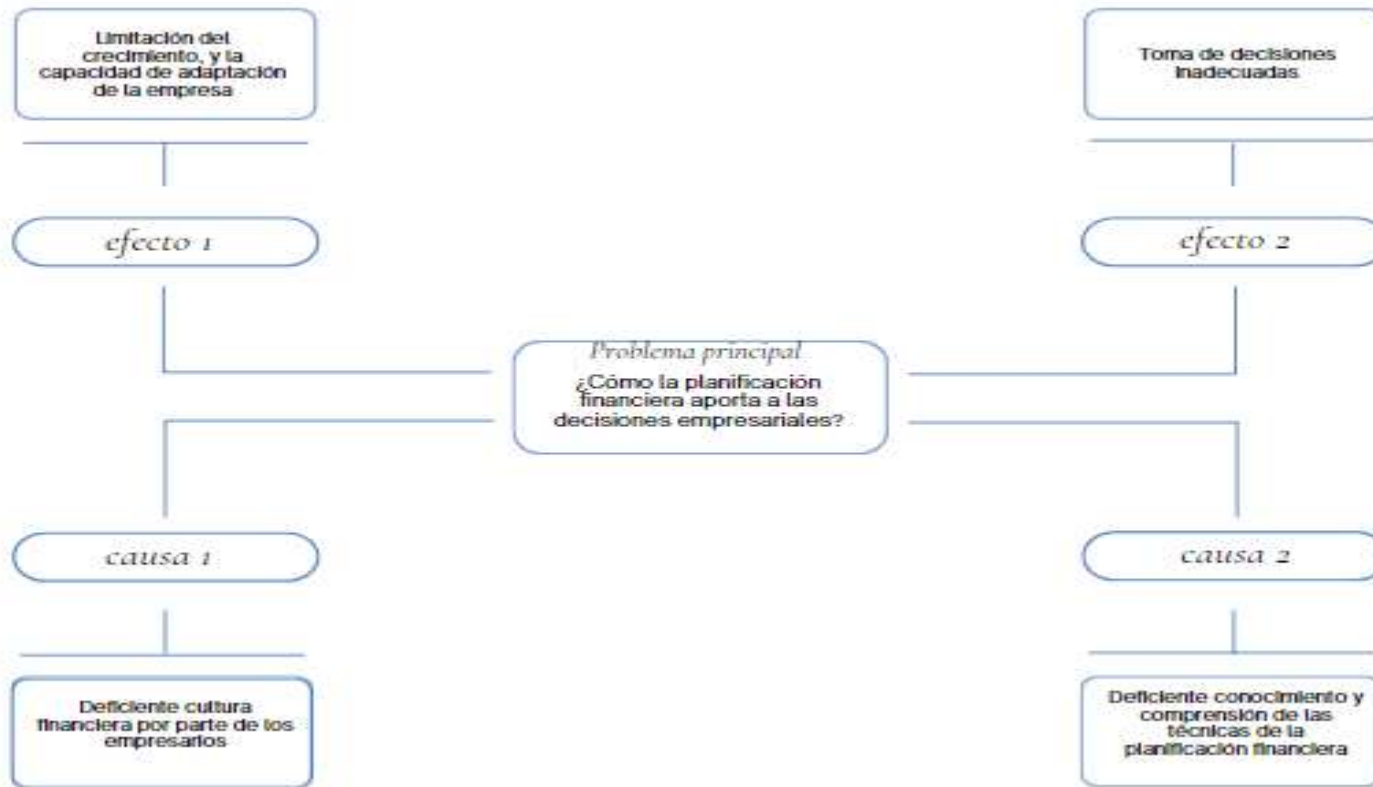 Limitación del
crecimiento, y la
capacidad de adaptación
de la empresa
Toma de decisiones
inadecuadas
efecto 1
efecto 2
Problema principal
¿Cómo la planificación
financiera aporta a las
decisiones empresariales?
causa 1
causa 2
Deficiente cultura
financiera por parte de los
empresarios
Deficiente conocimiento y
comprensión de las
técnicas de la
planificación financiera